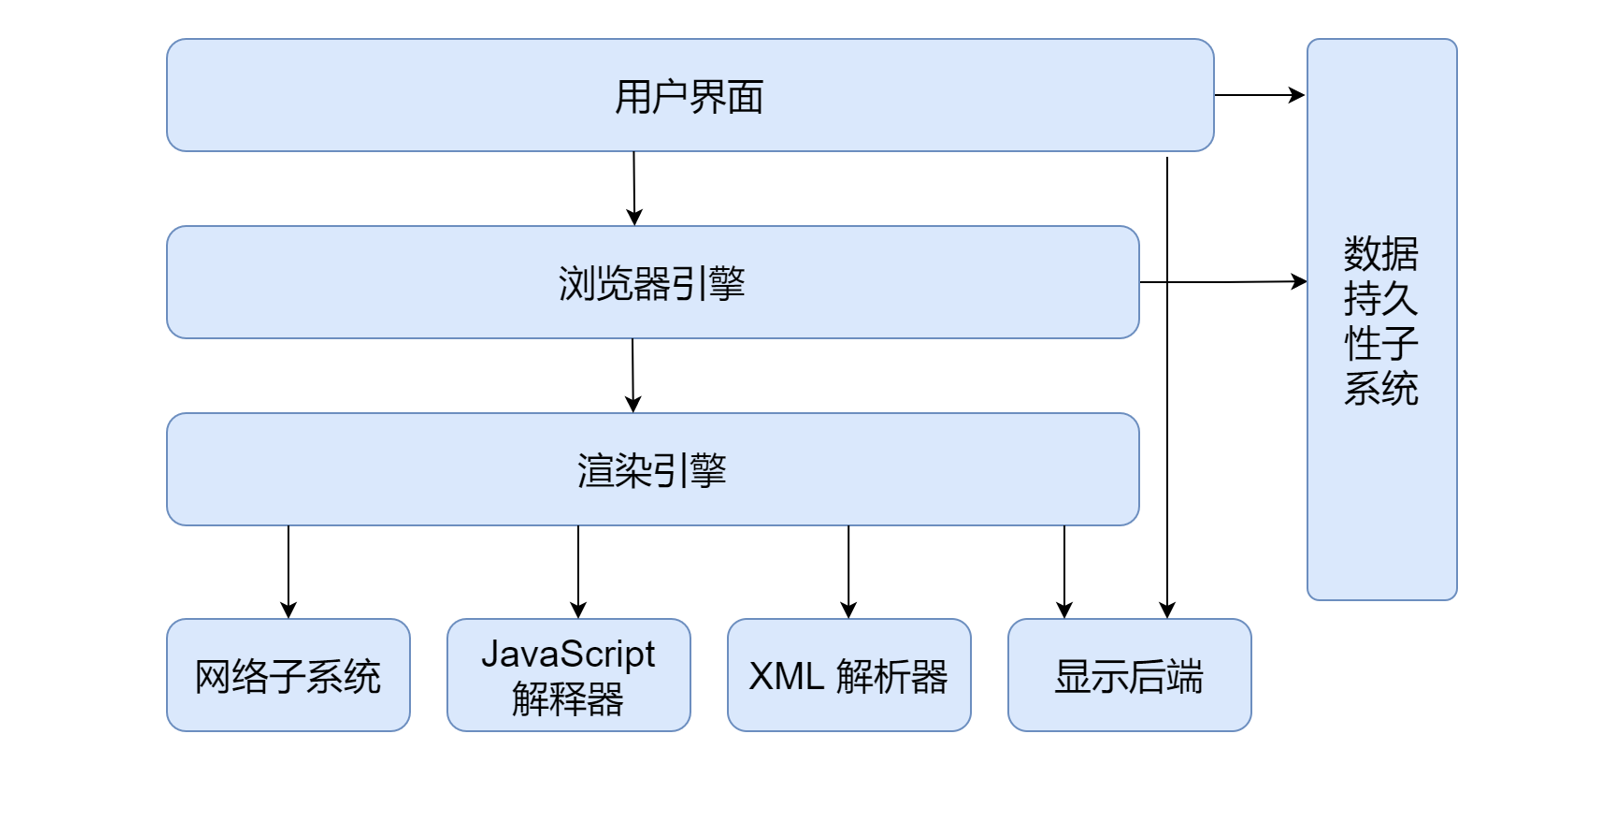 用户界面
浏览器引擎
渲染引擎
网络子系统
JavaScript
解释器
XML 解析器
显示后端
数据
持久
性子
系统